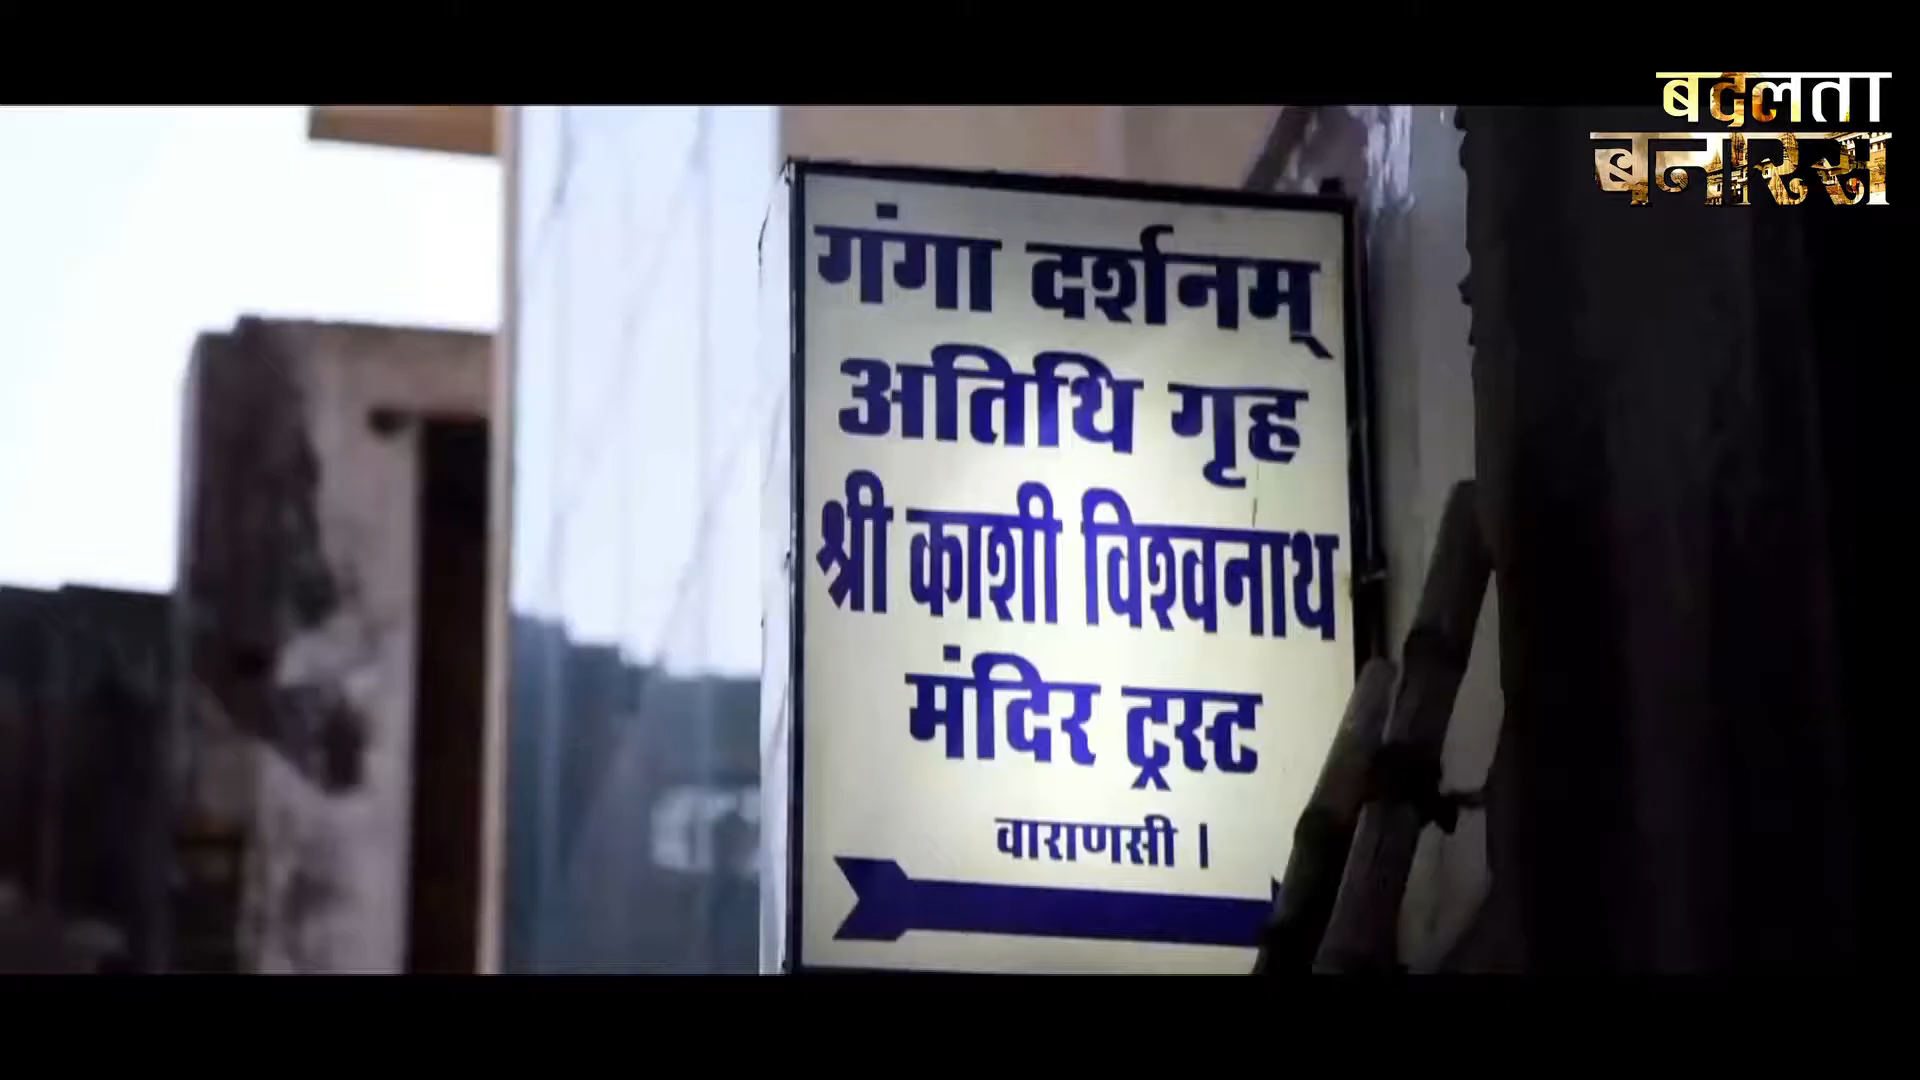 बदलता
बनारस
गंगा दर्शनम्
अतिथि गृह
श्री काशी विश्वनाथ
मंदिर ट्रस्ट
वाराणसी ।